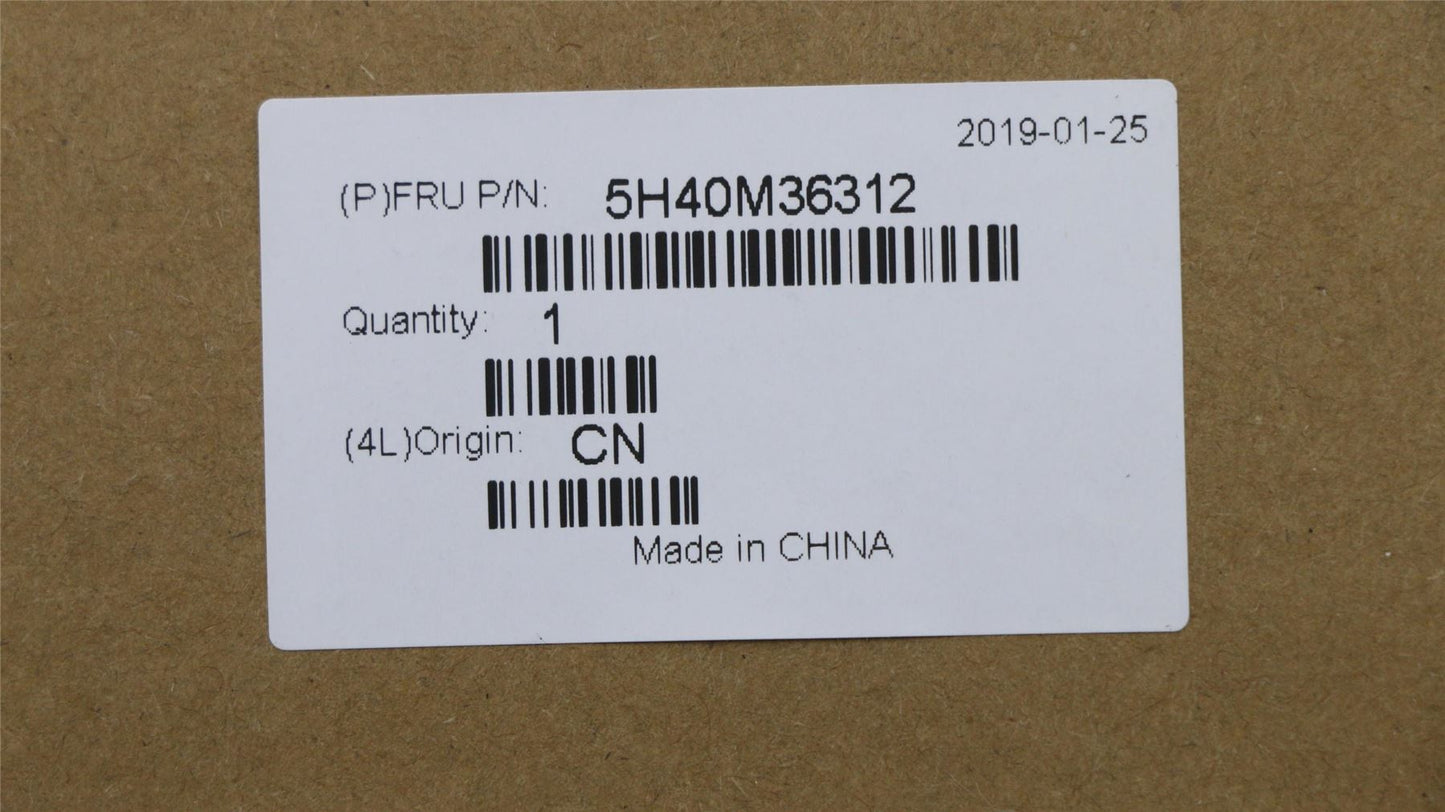 2019-01-25
(P)FRU P/N: 5H40M36312
Quantity: 1
(4L)Origin: CN
Made in CHINA